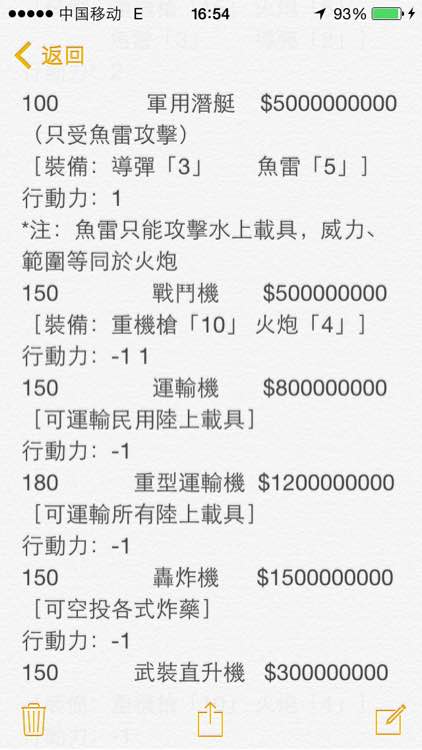 中国移动 E 16:54 93%
返回
100 軍用潛艇 $5000000000
（只受魚雷攻擊）
［裝備：導彈「3」 魚雷「5」］
行動力：1
*注：魚雷只能攻擊水上載具，威力、
範圍等同於火炮
150 戰鬥機 $500000000
［裝備：重機槍「10」 火炮「4」］
行動力：-1 1
150 運輸機 $800000000
［可運輸民用陸上載具］
行動力：-1
180 重型運輸機 $1200000000
［可運輸所有陸上載具］
行動力：-1
150 轟炸機 $1500000000
［可空投各式炸藥］
行動力：-1
150 武裝直升機 $300000000